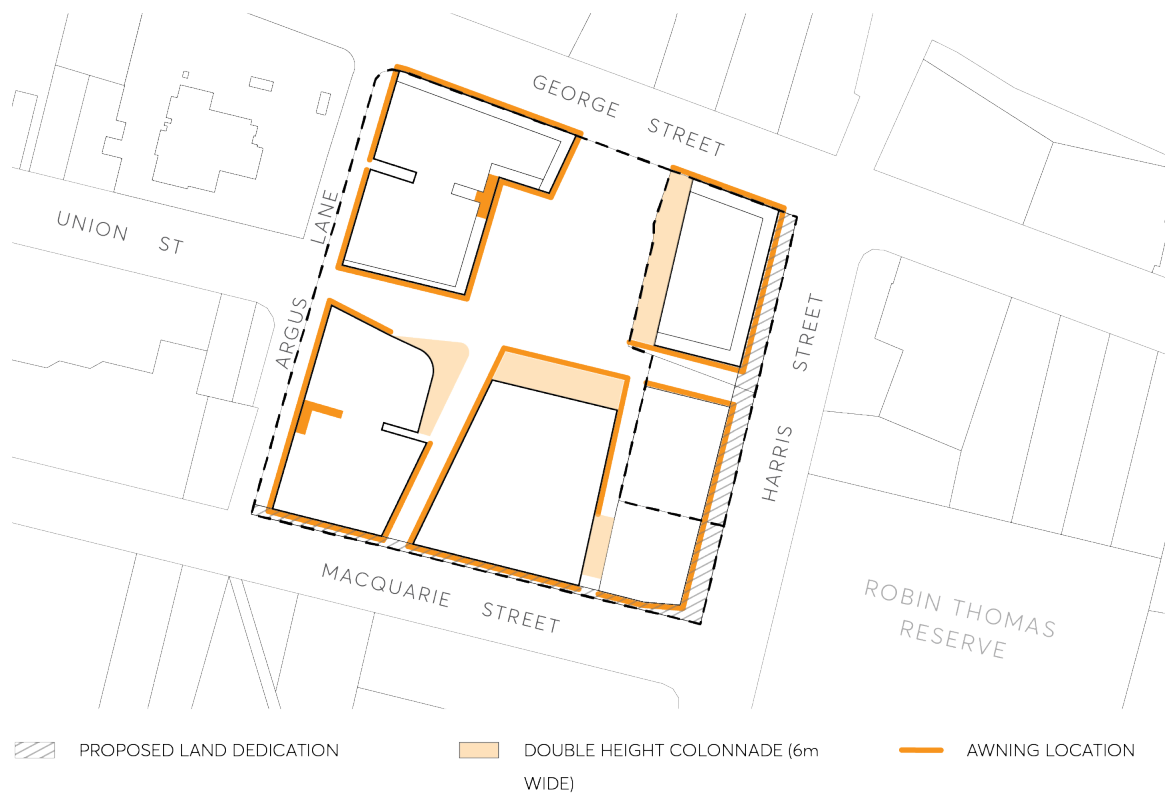 GEORGE STREET
UNION ST
ARGUS LANE
HARRIS STREET
MACQUARIE STREET
ROBIN THOMAS
RESERVE
PROPOSED LAND DEDICATION
DOUBLE HEIGHT COLONNADE (6m
WIDE)
AWNING LOCATION